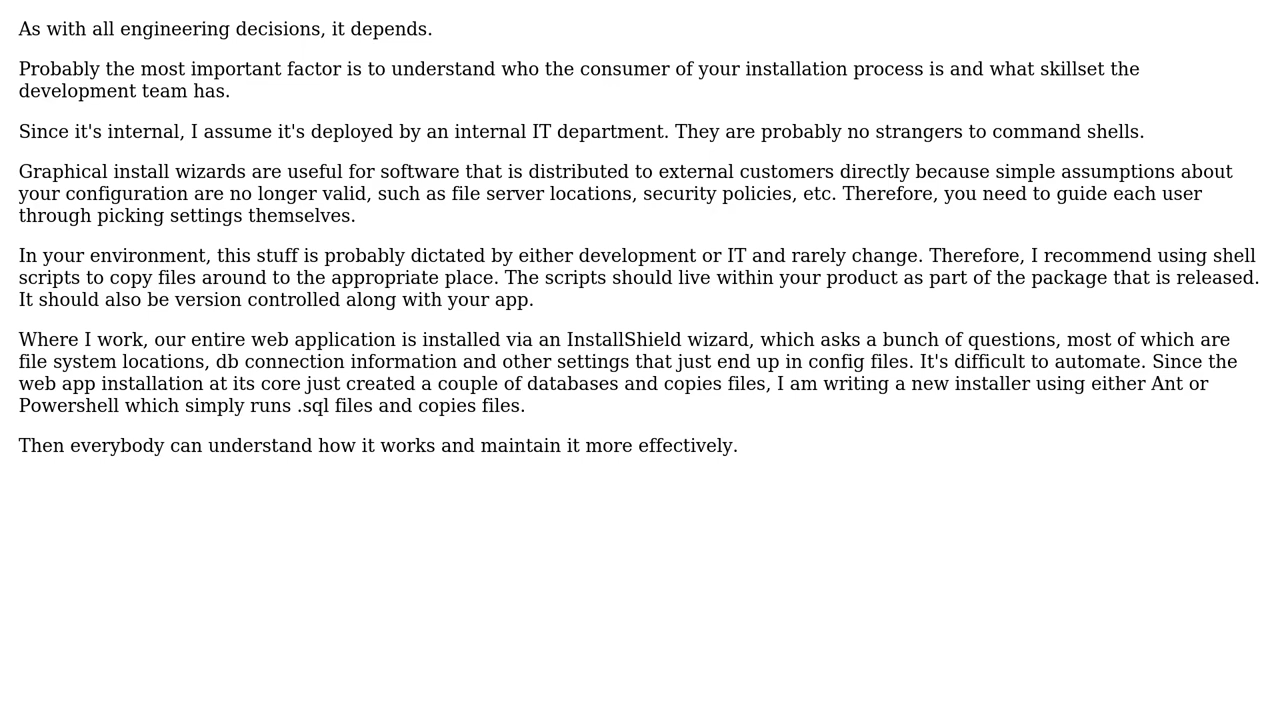 As with all engineering decisions, it depends.
Probably the most important factor is to understand who the consumer of your installation process is and what skillset the
development team has.
Since it's internal, I assume it's deployed by an internal IT department. They are probably no strangers to command shells.
Graphical install wizards are useful for software that is distributed to external customers directly because simple assumptions about
your configuration are no longer valid, such as file server locations, security policies, etc. Therefore, you need to guide each user
through picking settings themselves.
In your environment, this stuff is probably dictated by either development or IT and rarely change. Therefore, I recommend using shell
scripts to copy files around to the appropriate place. The scripts should live within your product as part of the package that is released.
It should also be version controlled along with your app.
Where I work, our entire web application is installed via an InstallShield wizard, which asks a bunch of questions, most of which are
file system locations, db connection information and other settings that just end up in config files. It's difficult to automate. Since the
web app installation at its core just created a couple of databases and copies files, I am writing a new installer using either Ant or
Powershell which simply runs .sql files and copies files.
Then everybody can understand how it works and maintain it more effectively.